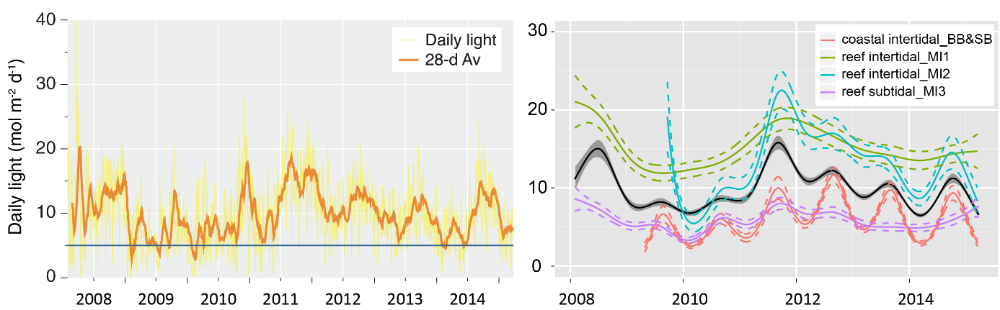 Daily light (mol m⁻² d⁻¹)
40
30
20
10
0
Daily light
28-d Av
2008 2009 2010 2011 2012 2013 2014
30
20
10
0
coastal intertidal_BB&SB
reef intertidal_MI1
reef intertidal_MI2
reef subtidal_MI3
2008 2010 2012 2014